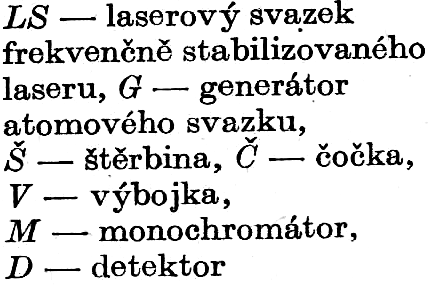 LS — laserový svazek
frekvenčně stabilizovaného
laseru, G — generátor
atomového svazku,
Š — štěrbina, Č — čočka,
V — výbojka,
M — monochromátor,
D — detektor